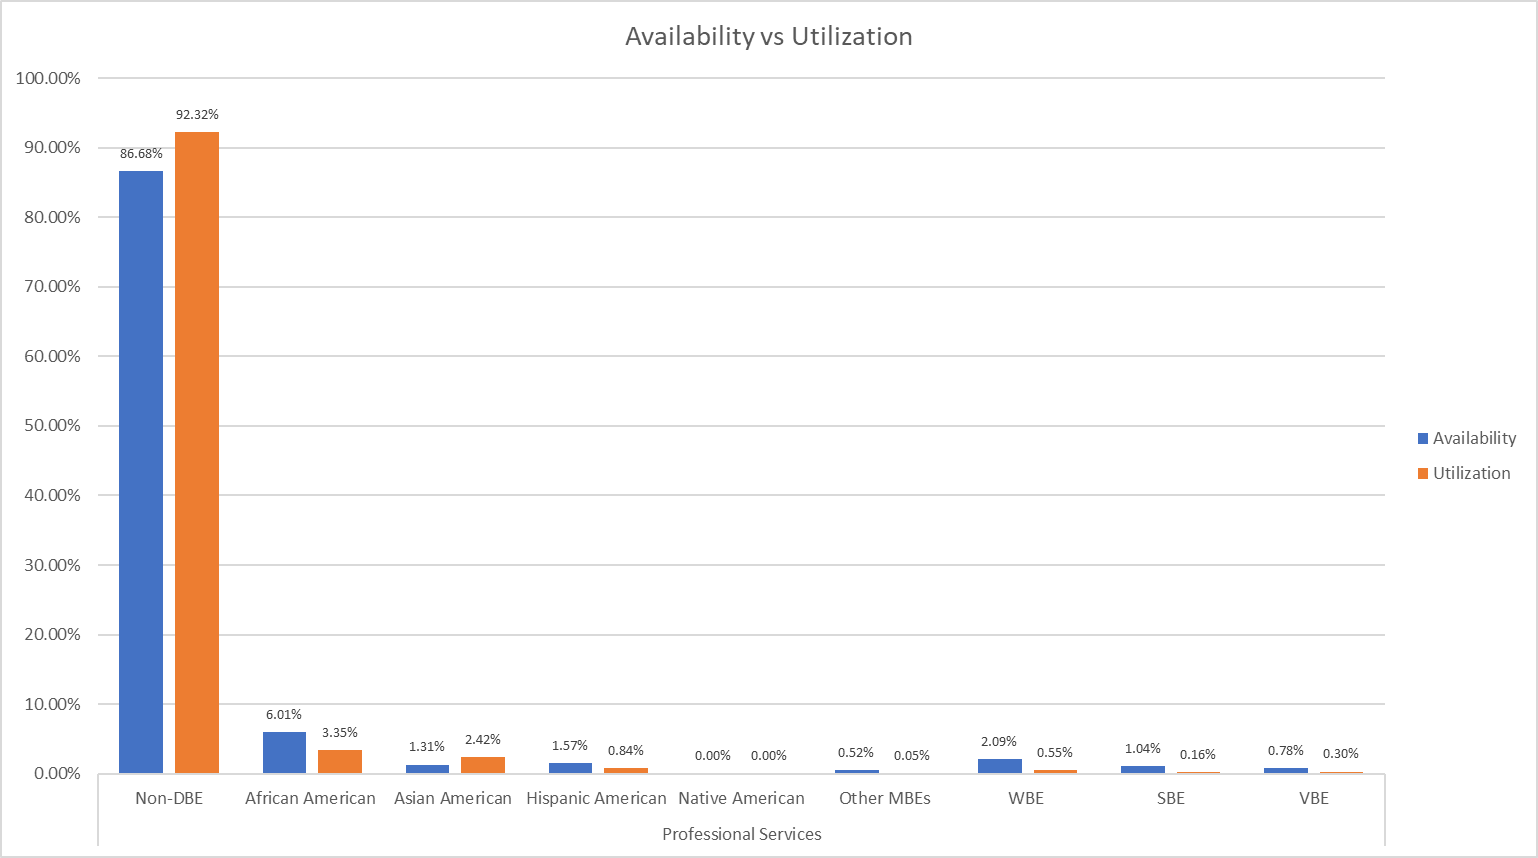 Availability vs Utilization
100.00%
90.00%
80.00%
70.00%
60.00%
50.00%
40.00%
30.00%
20.00%
10.00%
0.00%
86.68%
92.32%
6.01%
3.35%
1.31%
2.42%
1.57%
0.84%
0.00%
0.00%
0.52%
0.05%
2.09%
0.55%
1.04%
0.16%
0.78%
0.30%
Non-DBE
African American
Asian American
Hispanic American
Native American
Other MBEs
WBE
SBE
VBE
Professional Services
Availability
Utilization